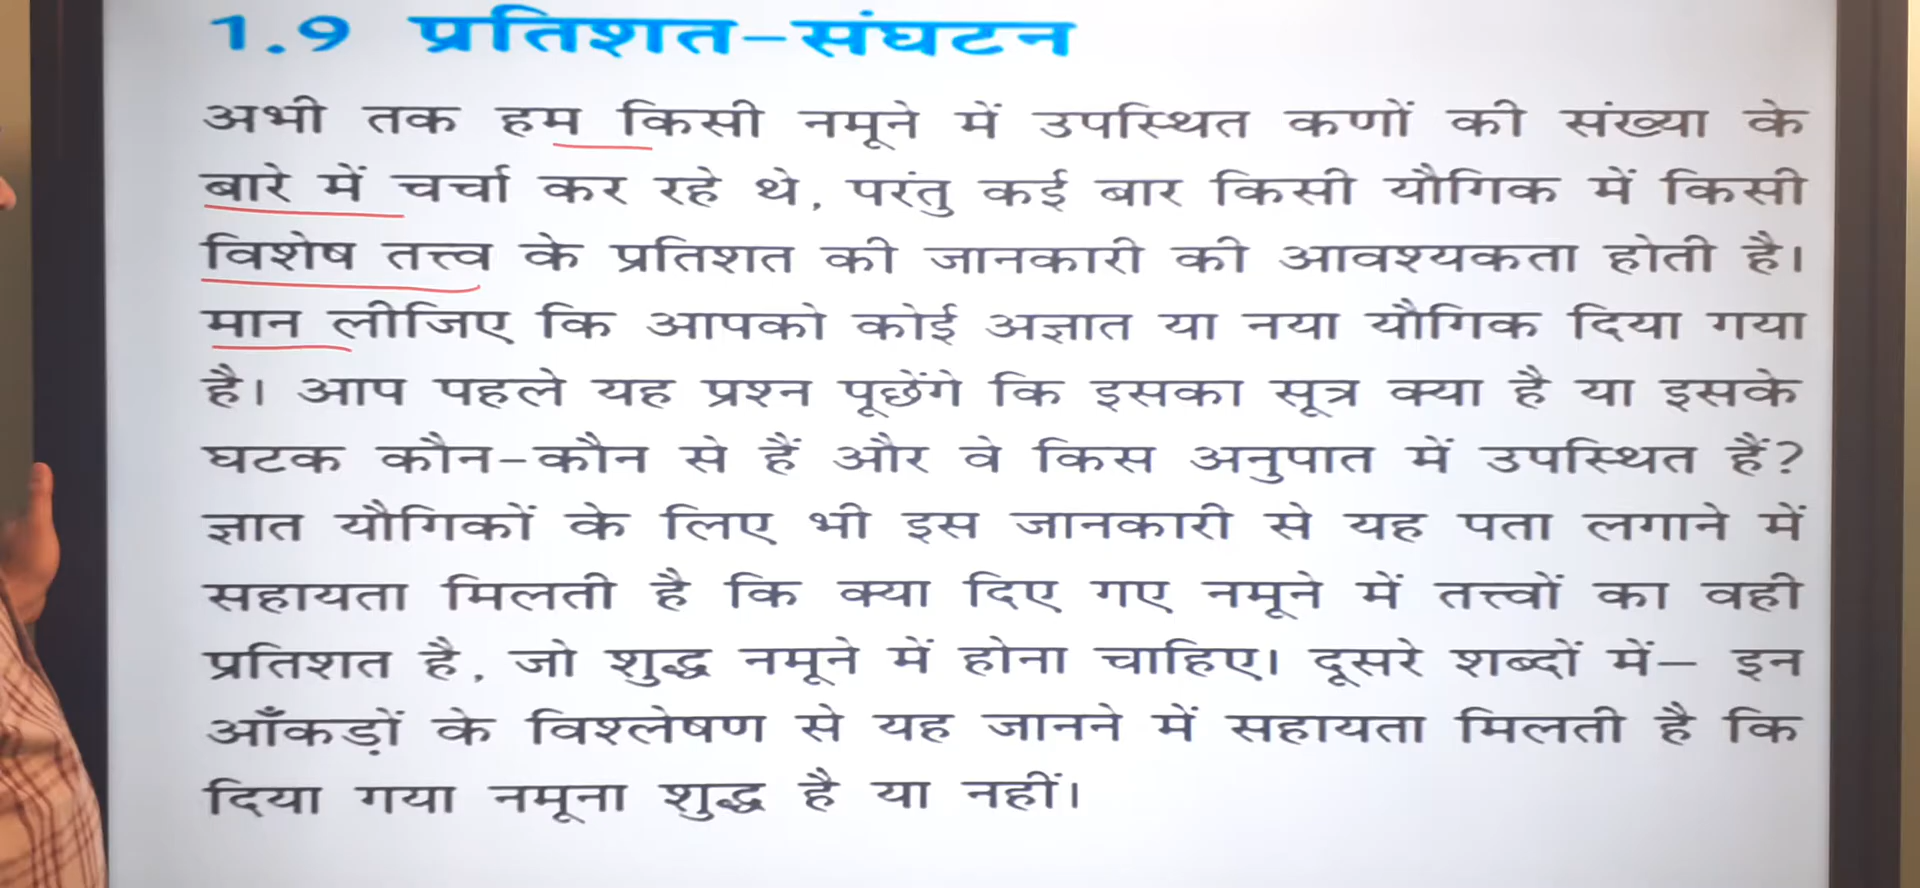 1.9 प्रतिशत–संघटन
अभी तक हम किसी नमूने में उपस्थित कणों की संख्या के
बारे में चर्चा कर रहे थे, परंतु कई बार किसी यौगिक में किसी
विशेष तत्त्व के प्रतिशत की जानकारी की आवश्यकता होती है।
मान लीजिए कि आपको कोई अज्ञात या नया यौगिक दिया गया
है। आप पहले यह प्रश्न पूछेंगे कि इसका सूत्र क्या है या इसके
घटक कौन–कौन से हैं और वे किस अनुपात में उपस्थित हैं?
ज्ञात यौगिकों के लिए भी इस जानकारी से यह पता लगाने में
सहायता मिलती है कि क्या दिए गए नमूने में तत्त्वों का वही
प्रतिशत है, जो शुद्ध नमूने में होना चाहिए। दूसरे शब्दों में– इन
आँकड़ों के विश्लेषण से यह जानने में सहायता मिलती है कि
दिया गया नमूना शुद्ध है या नहीं।